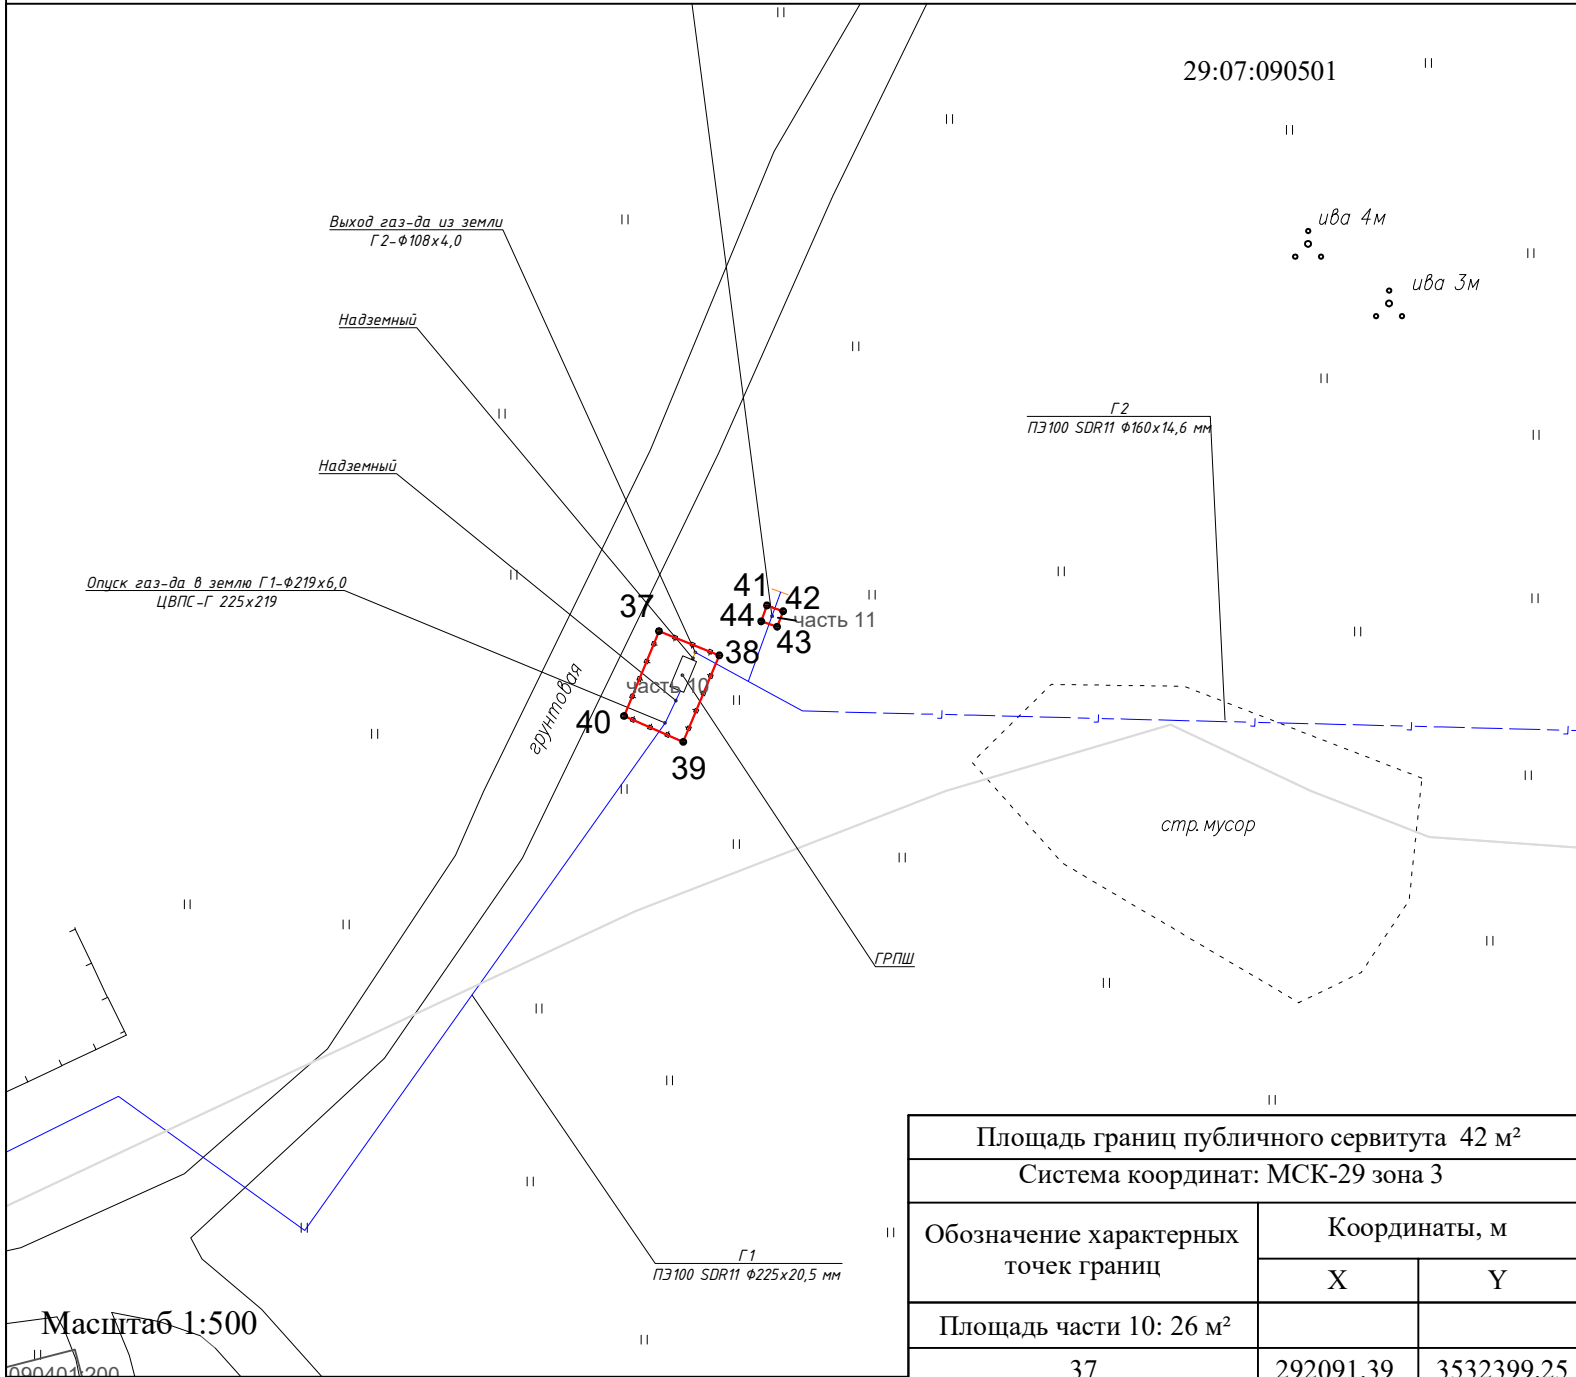 29:07:090501
Выход газ-да из земли
Г2-Ф108х4,0
ива 4м
ива 3м
Надземный
Г2
ПЭ100 SDR11 Ф160х14,6 мм
Надземный
Опуск газ-да в землю Г1-Ф219х6,0
ЦВПС-Г 225х219
41
42
37
44
часть 11
43
38
часть 10
грунтовая
40
39
стр. мусор
ГРПШ
Г1
ПЭ100 SDR11 Ф225х20,5 мм
Масштаб 1:500
090401:200
Площадь границ публичного сервитута 42 м²
Система координат: МСК-29 зона 3
Обозначение характерных
точек границ
Координаты, м
X
Y
Площадь части 10: 26 м²
37
292091.39
3532399.25